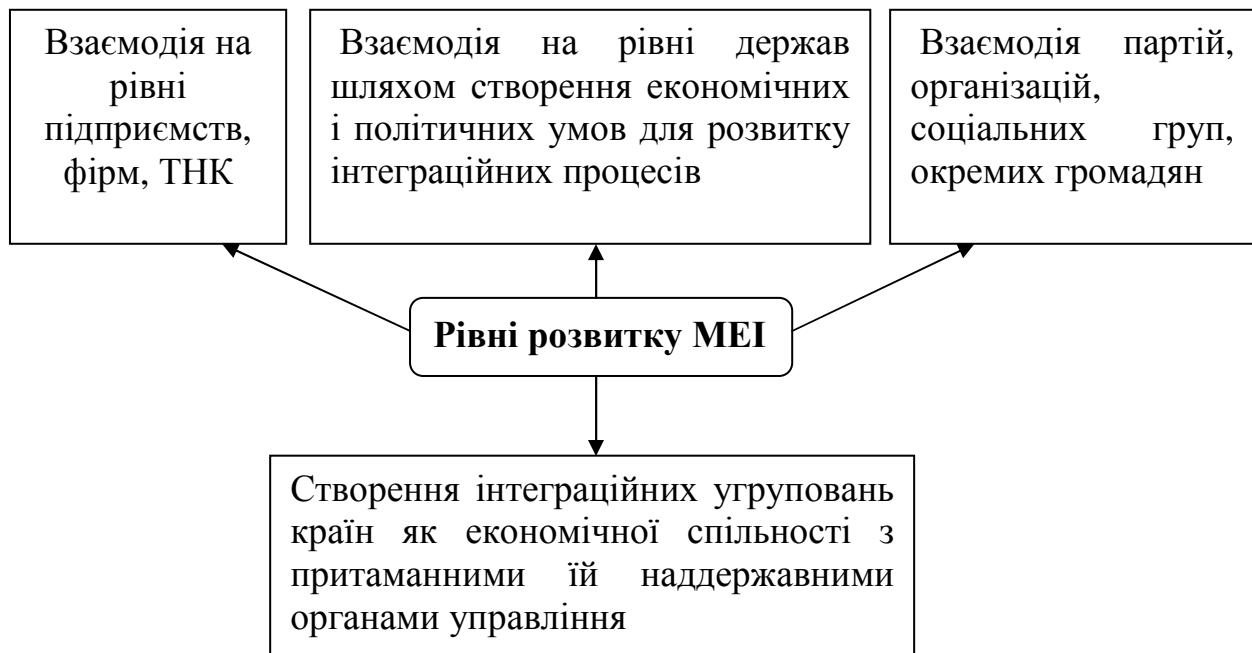 Взаємодія на
рівні
підприємств,
фірм, ТНК
Взаємодія на рівні держав
шляхом створення економічних
і політичних умов для розвитку
інтеграційних процесів
Взаємодія партій,
організацій,
соціальних груп,
окремих громадян
Рівні розвитку МЕІ
Створення інтеграційних угруповань
країн як економічної спільності з
притаманними їй наддержавними
органами управління